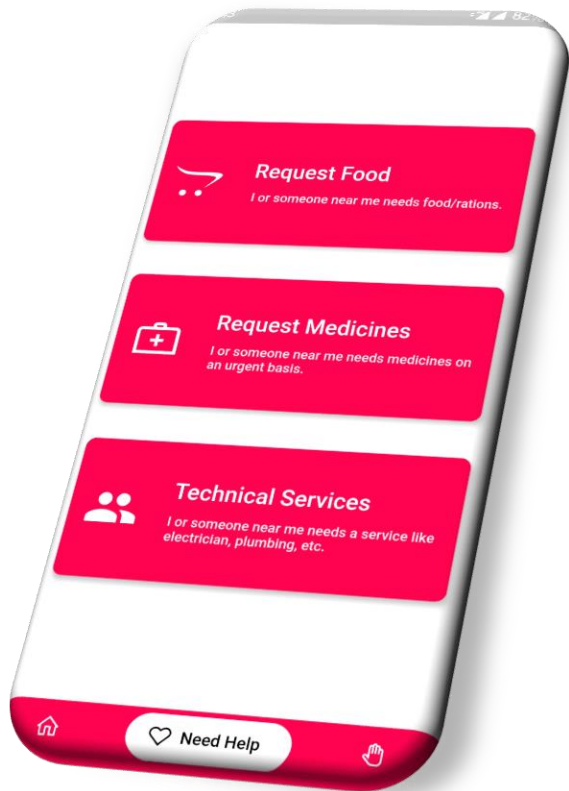 82
Request Food
I or someone near me needs food/rations.
Request Medicines
I or someone near me needs medicines on
an urgent basis.
Technical Services
I or someone near me needs a service like
electrician, plumbing, etc.
Need Help